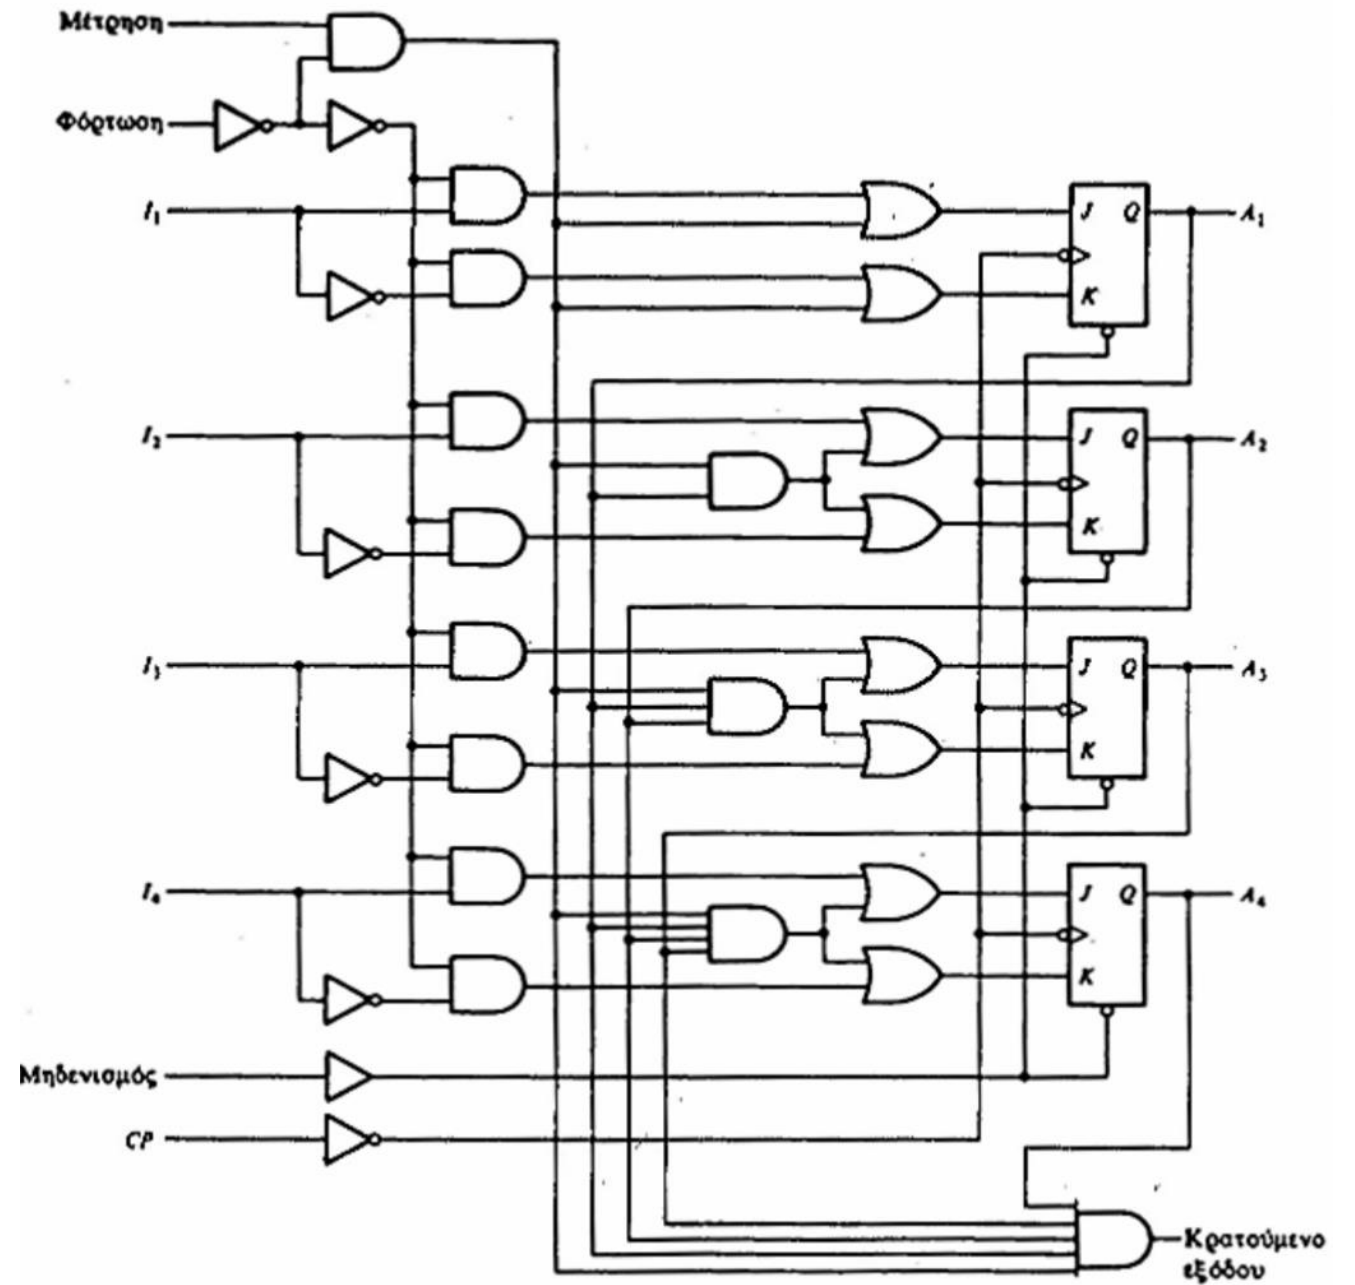 Μέτρηση
Φόρτωση
I₁
J Q A₁
K
I₂
J Q A₂
K
I₃
J Q A₃
K
I₄
J Q A₄
K
Μηδενισμός
CP
Κρατούμενο
εξόδου